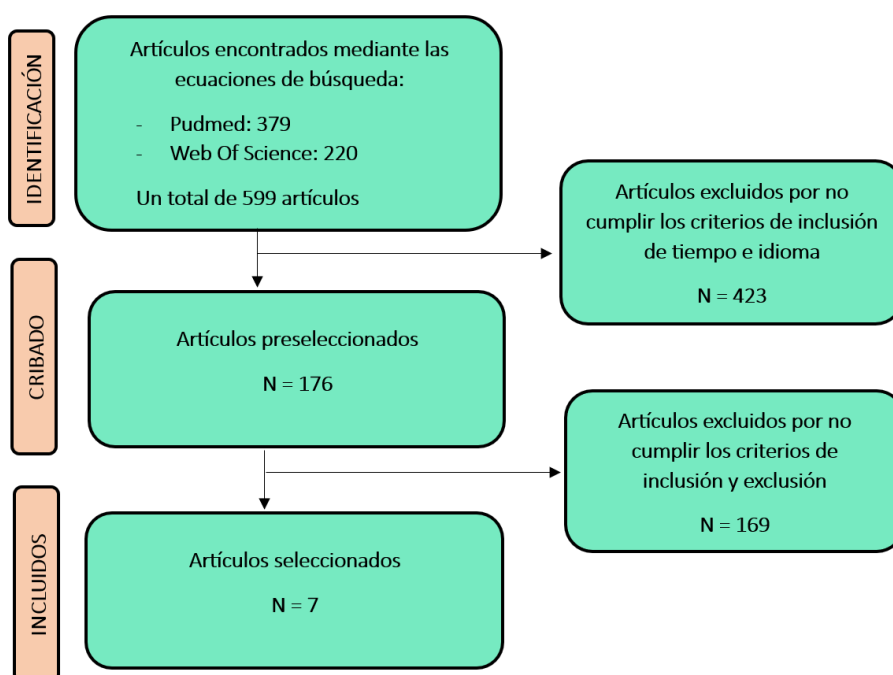 IDENTIFICACIÓN
Artículos encontrados mediante las
ecuaciones de búsqueda:
- Pudmed: 379
- Web Of Science: 220
Un total de 599 artículos
Artículos excluidos por no
cumplir los criterios de inclusión
de tiempo e idioma
N = 423
CRIBADO
Artículos preseleccionados
N = 176
Artículos excluidos por no
cumplir los criterios de
inclusión y exclusión
N = 169
INCLUIDOS
Artículos seleccionados
N = 7